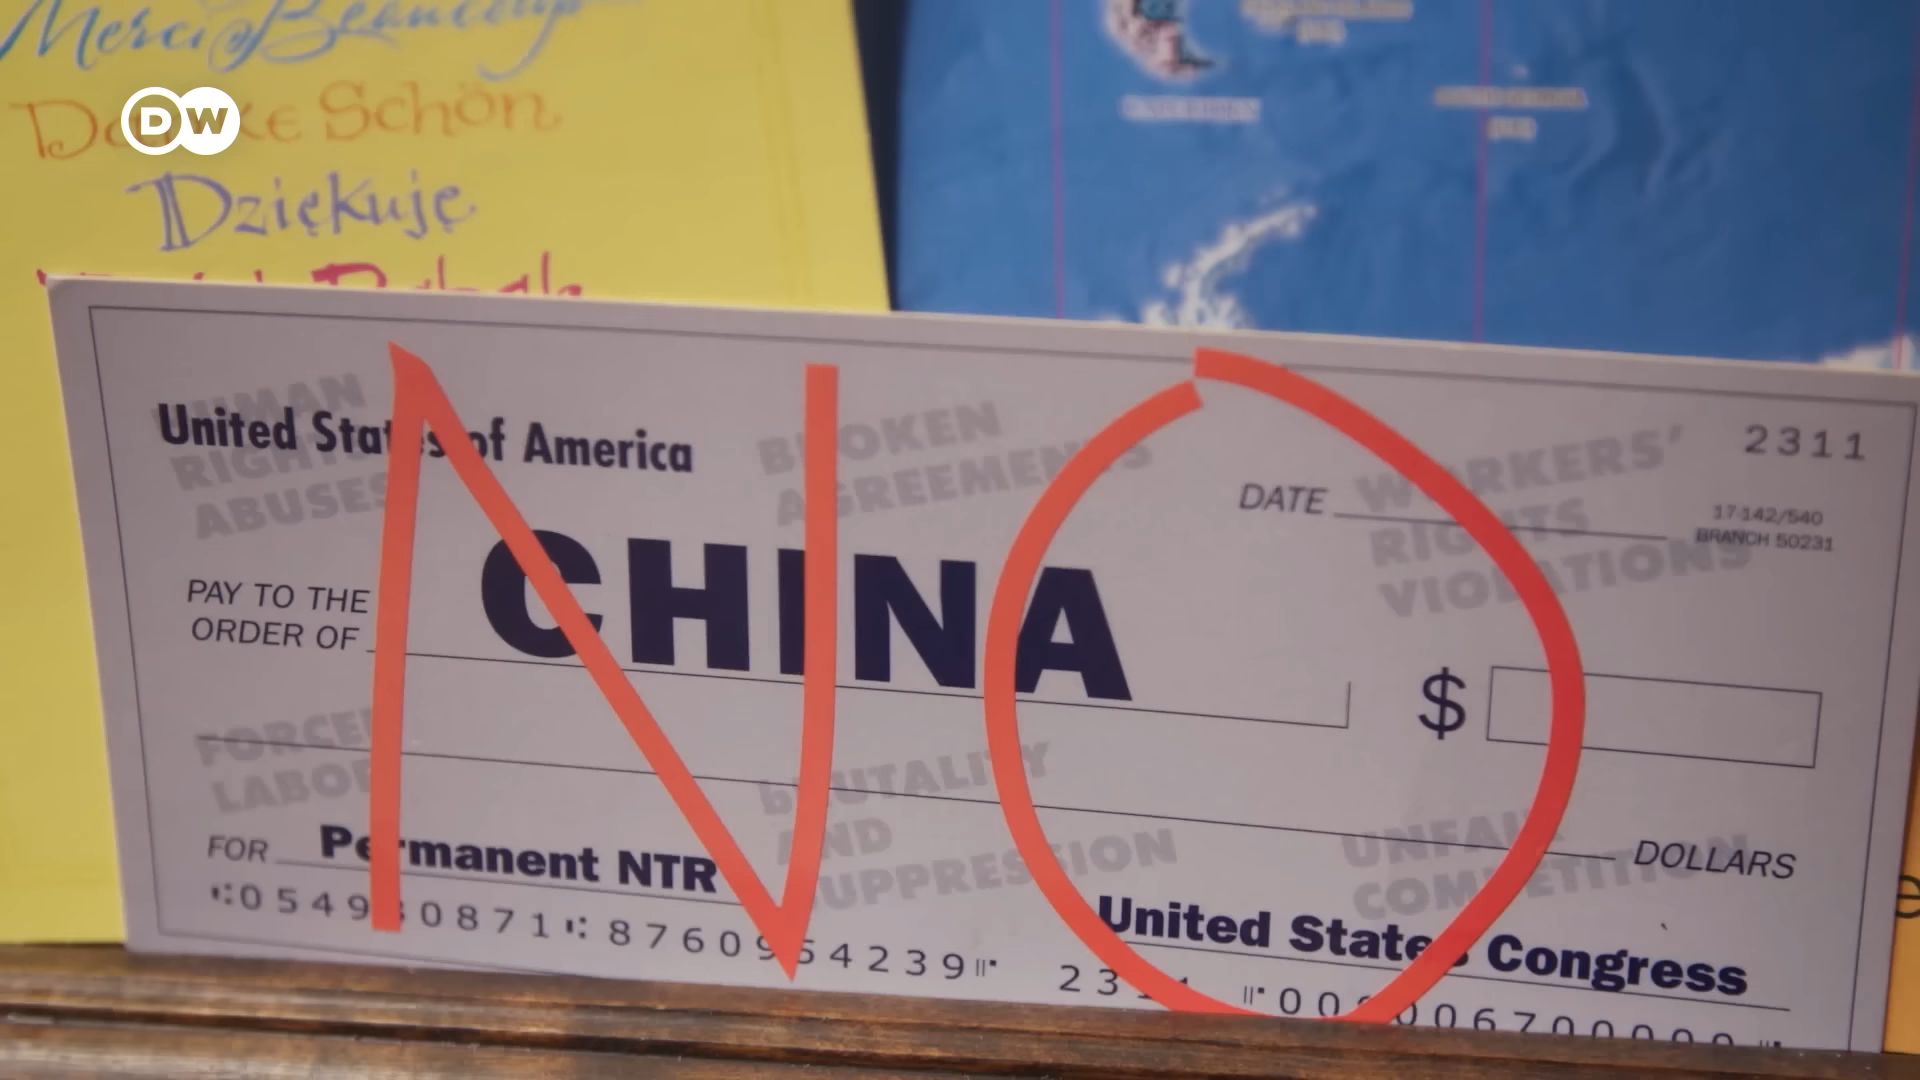 Merci Beaucoup
Danke Schön
DW
Dziękuję
United States of America
2311
HUMAN
RIGHTS
ABUSES
BROKEN
AGREEMENTS
WORKERS'
RIGHTS
VIOLATIONS
DATE
17-142/540
BRANCH 50231
PAY TO THE
ORDER OF
CHINA
$
NO
FORCED
LABOR
BRUTALITY
AND
SUPPRESSION
UNFAIR
COMPETITION
DOLLARS
FOR Permanent NTR
United States Congress